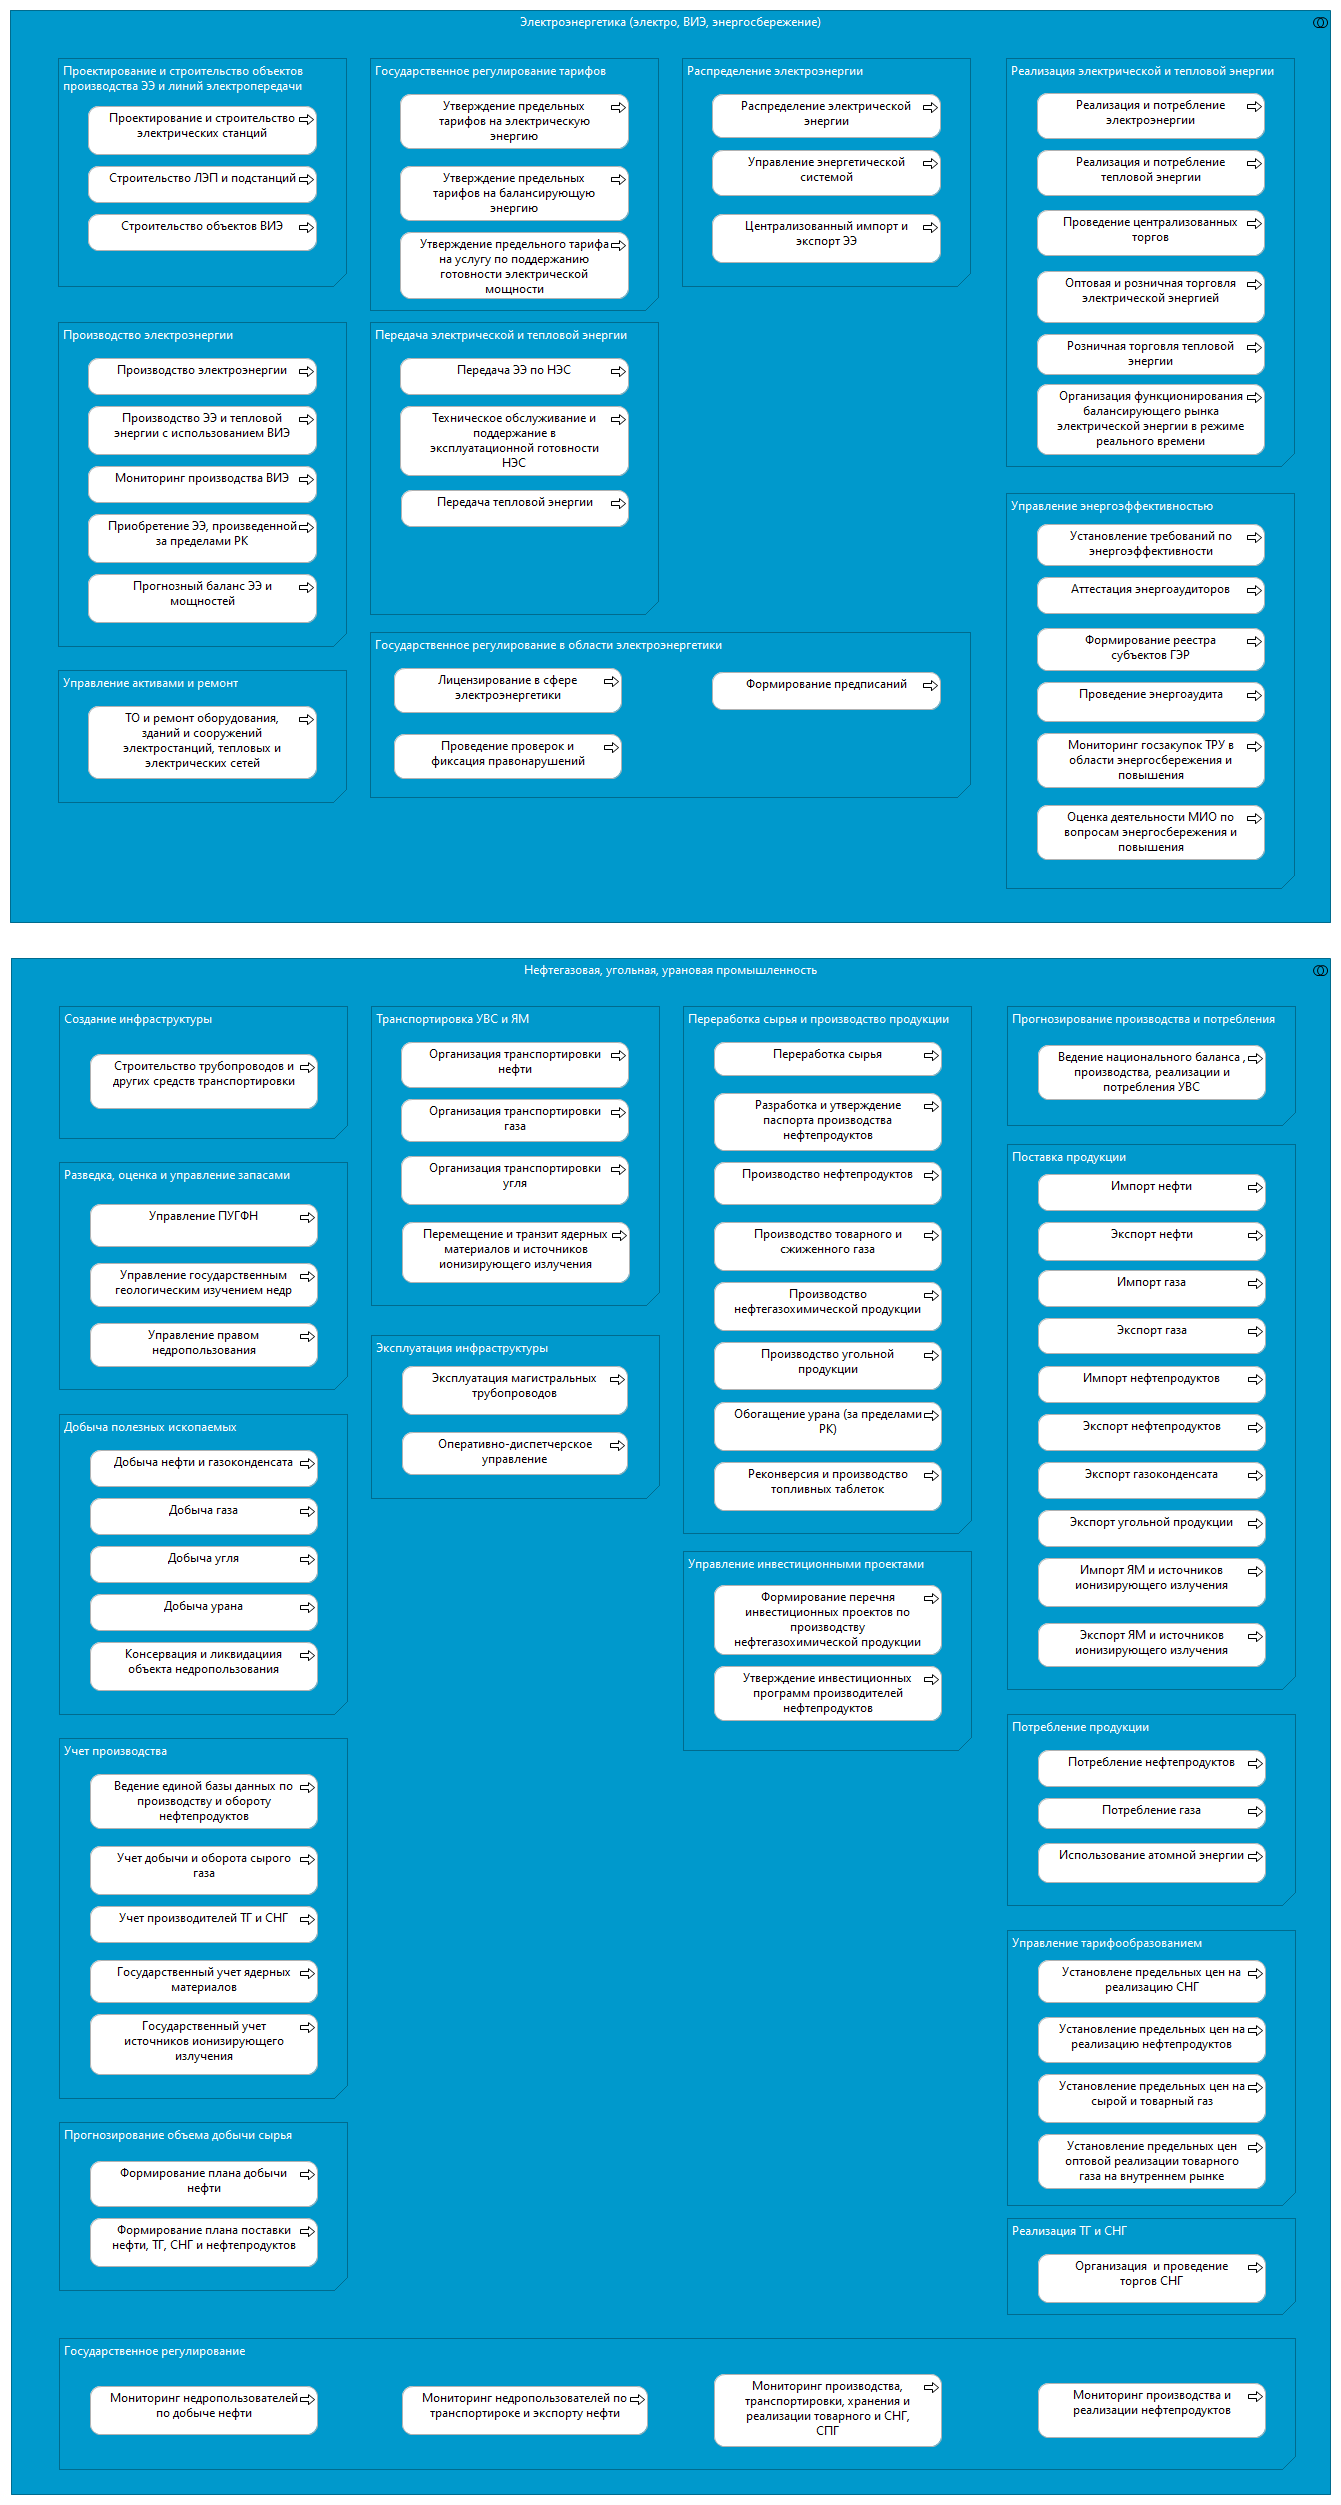 Электроэнергетика (электро, ВИЭ, энергосбережение)
Проектирование и строительство объектов
производства ЭЭ и линий электропередачи
Проектирование и строительство
электрических станций
Строительство ЛЭП и подстанций
Строительство объектов ВИЭ
Государственное регулирование тарифов
Утверждение предельных
тарифов на электрическую
энергию
Утверждение предельных
тарифов на балансирующую
энергию
Утверждение предельного тарифа
на услугу по поддержанию
готовности электрической
мощности
Распределение электроэнергии
Распределение электрической
энергии
Управление энергетической
системой
Централизованный импорт и
экспорт ЭЭ
Реализация электрической и тепловой энергии
Реализация и потребление
электроэнергии
Реализация и потребление
тепловой энергии
Проведение централизованных
торгов
Оптовая и розничная торговля
электрической энергией
Розничная торговля тепловой
энергии
Организация функционирования
балансирующего рынка
электрической энергии в режиме
реального времени
Производство электроэнергии
Производство электроэнергии
Производство ЭЭ и тепловой
энергии с использованием ВИЭ
Мониторинг производства ВИЭ
Приобретение ЭЭ, произведенной
за пределами РК
Прогнозный баланс ЭЭ и
мощностей
Передача электрической и тепловой энергии
Передача ЭЭ по НЭС
Техническое обслуживание и
поддержание в
эксплуатационной готовности
НЭС
Передача тепловой энергии
Управление энергоэффективностью
Установление требований по
энергоэффективности
Аттестация энергоаудиторов
Формирование реестра
субъектов ГЭР
Проведение энергоаудита
Мониторинг госзакупок ТРУ в
области энергосбережения и
повышения
Оценка деятельности МИО по
вопросам энергосбережения и
повышения
Управление активами и ремонт
ТО и ремонт оборудования,
зданий и сооружений
электростанций, тепловых и
электрических сетей
Государственное регулирование в области электроэнергетики
Лицензирование в сфере
электроэнергетики
Формирование предписаний
Проведение проверок и
фиксация правонарушений
Нефтегазовая, угольная, урановая промышленность
Создание инфраструктуры
Строительство трубопроводов и
других средств транспортировки
Разведка, оценка и управление запасами
Управление ПУГФН
Управление государственным
геологическим изучением недр
Управление правом
недропользования
Добыча полезных ископаемых
Добыча нефти и газоконденсата
Добыча газа
Добыча угля
Добыча урана
Консервация и ликвидациия
объекта недропользования
Учет производства
Ведение единой базы данных по
производству и обороту
нефтепродуктов
Учет добычи и оборота сырого
газа
Учет производителей ТГ и СНГ
Государственный учет ядерных
материалов
Государственный учет
источников ионизирующего
излучения
Прогнозирование объема добычи сырья
Формирование плана добычи
нефти
Формирование плана поставки
нефти, ТГ, СНГ и нефтепродуктов
Транспортировка УВС и ЯМ
Организация транспортировки
нефти
Организация транспортировки
газа
Организация транспортировки
угля
Перемещение и транзит ядерных
материалов и источников
ионизирующего излучения
Эксплуатация инфраструктуры
Эксплуатация магистральных
трубопроводов
Оперативно-диспетчерское
управление
Переработка сырья и производство продукции
Переработка сырья
Разработка и утверждение
паспорта производства
нефтепродуктов
Производство нефтепродуктов
Производство товарного и
сжиженного газа
Производство
нефтегазохимической продукции
Производство угольной
продукции
Обогащение урана (за пределами
РК)
Реконверсия и производство
топливных таблеток
Управление инвестиционными проектами
Формирование перечня
инвестиционных проектов по
производству
нефтегазохимической продукции
Утверждение инвестиционных
программ производителей
нефтепродуктов
Прогнозирование производства и потребления
Ведение национального баланса ,
производства, реализации и
потребления УВС
Поставка продукции
Импорт нефти
Экспорт нефти
Импорт газа
Экспорт газа
Импорт нефтепродуктов
Экспорт нефтепродуктов
Экспорт газоконденсата
Экспорт угольной продукции
Импорт ЯМ и источников
ионизирующего излучения
Экспорт ЯМ и источников
ионизирующего излучения
Потребление продукции
Потребление нефтепродуктов
Потребление газа
Использование атомной энергии
Управление тарифообразованием
Установлене предельных цен на
реализацию СНГ
Установление предельных цен на
реализацию нефтепродуктов
Установление предельных цен на
сырой и товарный газ
Установление предельных цен
оптовой реализации товарного
газа на внутреннем рынке
Реализация ТГ и СНГ
Организация  и проведение
торгов СНГ
Государственное регулирование
Мониторинг недропользователей
по добыче нефти
Мониторинг недропользователей по
транспортироке и экспорту нефти
Мониторинг производства,
транспортировки, хранения и
реализации товарного и СНГ,
СПГ
Мониторинг производства и
реализации нефтепродуктов